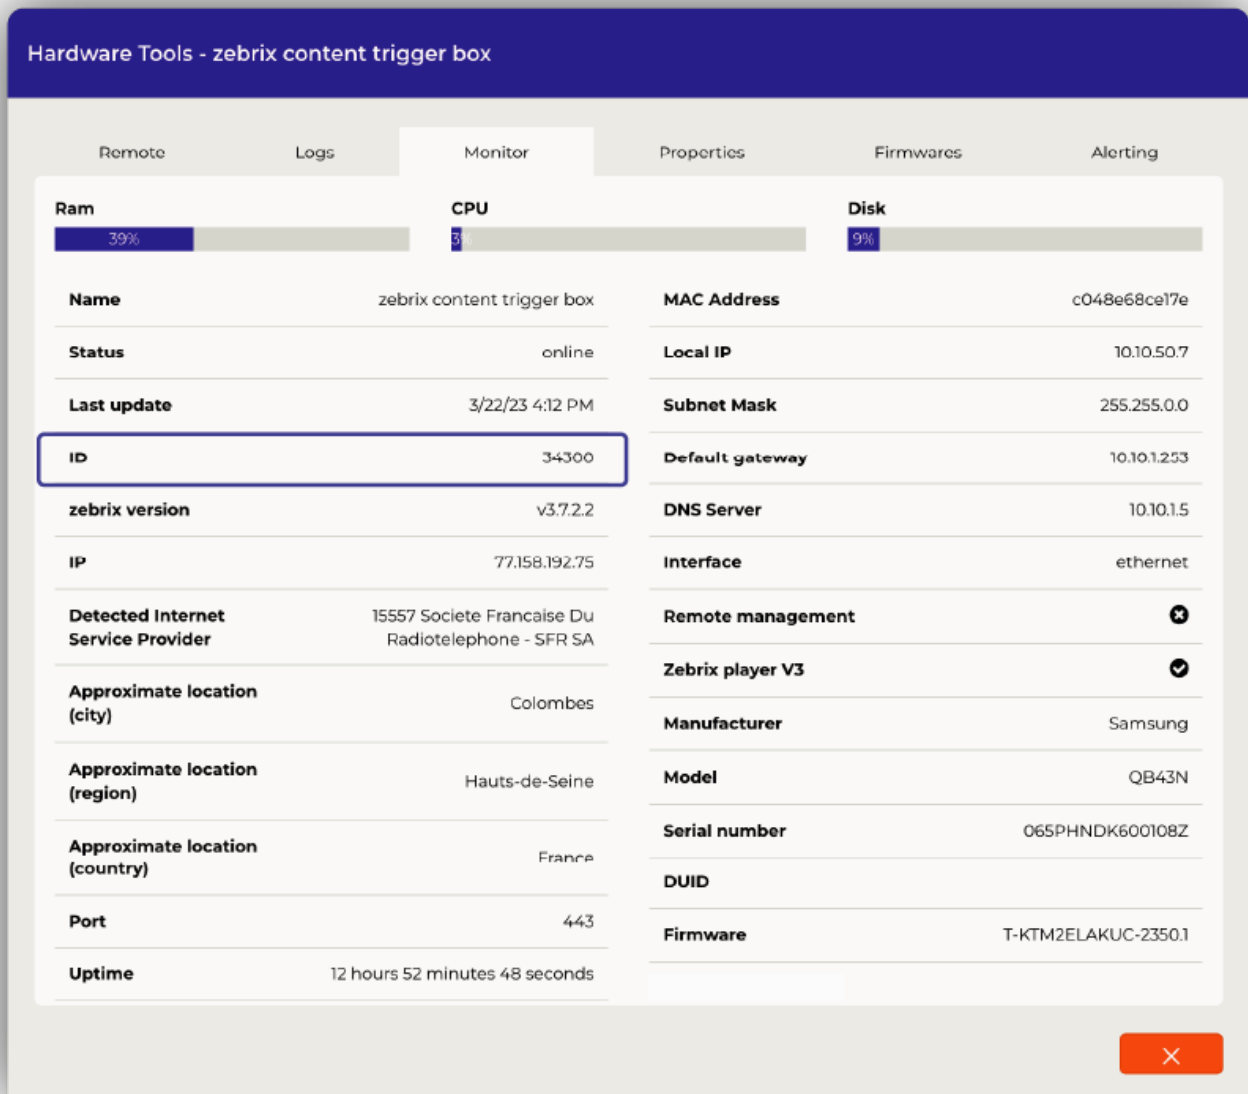 Hardware Tools - zebrix content trigger box
Remote Logs Monitor Properties Firmwares Alerting
Ram CPU Disk
39% 3% 9%
Name zebrix content trigger box
Status online
Last update 3/22/23 4:12 PM
ID 34300
zebrix version v3.7.2.2
IP 77.158.192.75
Detected Internet 15557 Societe Francaise Du
Service Provider Radiotelephone - SFR SA
Approximate location
(city) Colombes
Approximate location
(region) Hauts-de-Seine
Approximate location
(country) France
Port 443
Uptime 12 hours 52 minutes 48 seconds
MAC Address c048e68ce17e
Local IP 10.10.50.7
Subnet Mask 255.255.0.0
Default gateway 10.10.1.253
DNS Server 10.10.1.5
Interface ethernet
Remote management
Zebrix player V3
Manufacturer Samsung
Model QB43N
Serial number 065PHNDK600108Z
DUID
Firmware T-KTM2ELAKUC-2350.1